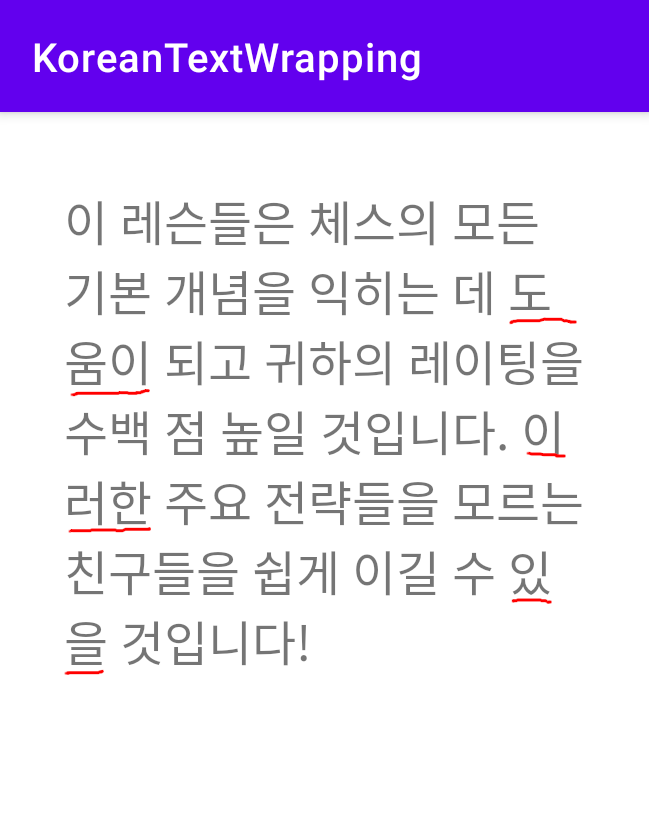 KoreanTextWrapping
이 레슨들은 체스의 모든
기본 개념을 익히는 데 도
움이 되고 귀하의 레이팅을
수백 점 높일 것입니다. 이
러한 주요 전략들을 모르는
친구들을 쉽게 이길 수 있
을 것입니다!